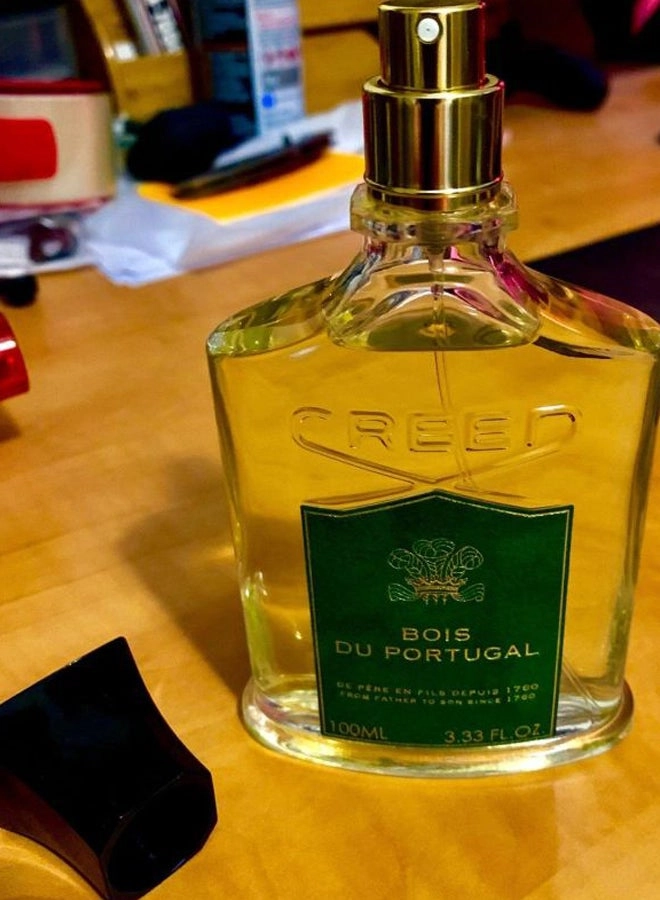 CREED
BOIS
DU PORTUGAL
DE PÈRE EN FILS DEPUIS 1760
FROM FATHER TO SON SINCE 1760
100ML 3.33 FL.OZ